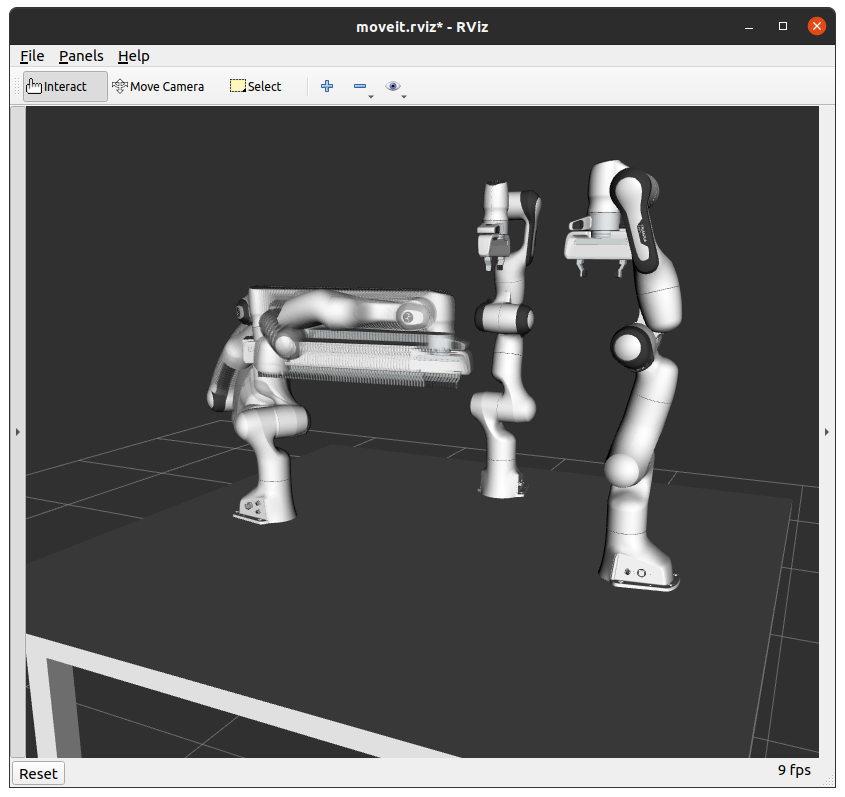 moveit.rviz* - RViz
File Panels Help
Interact Move Camera Select
Reset
9 fps